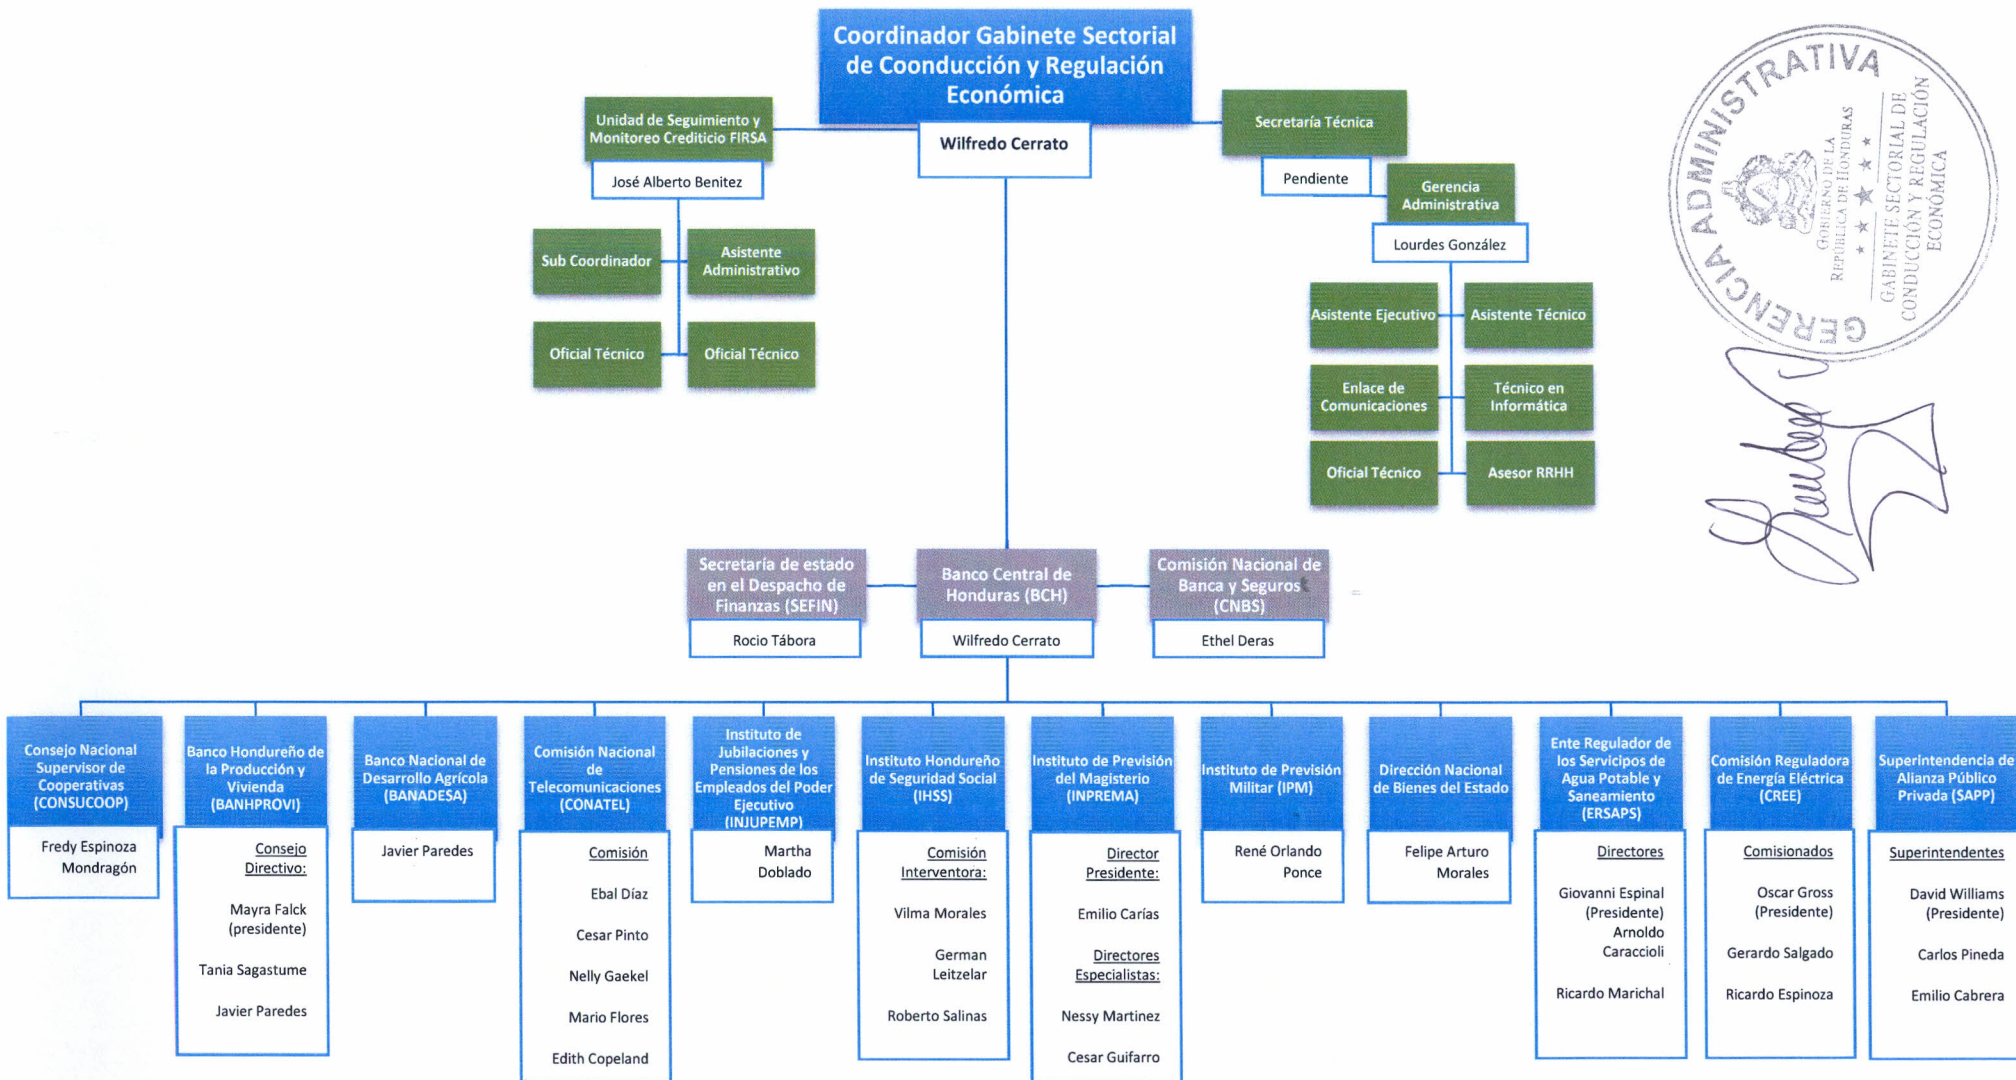 Coordinador Gabinete Sectorial
de Coonducción y Regulación
Económica
Wilfredo Cerrato
Unidad de Seguimiento y
Monitoreo Crediticio FIRSA
José Alberto Benitez
Sub Coordinador
Asistente
Administrativo
Oficial Técnico
Oficial Técnico
Secretaría Técnica
Pendiente
Gerencia
Administrativa
Lourdes González
Asistente Ejecutivo
Asistente Técnico
Enlace de
Comunicaciones
Técnico en
Informática
Oficial Técnico
Asesor RRHH
GERENCIA ADMINISTRATIVA
GOBIERNO DE LA
REPÚBLICA DE HONDURAS
GABINETE SECTORIAL DE
CONDUCCIÓN Y REGULACIÓN
ECONÓMICA
Secretaría de estado
en el Despacho de
Finanzas (SEFIN)
Rocio Tábora
Banco Central de
Honduras (BCH)
Wilfredo Cerrato
Comisión Nacional de
Banca y Seguros
(CNBS)
Ethel Deras
Consejo Nacional
Supervisor de
Cooperativas
(CONSUCOOP)
Fredy Espinoza
Mondragón
Banco Hondureño de
la Producción y
Vivienda
(BANHPROVI)
Consejo
Directivo:
Mayra Falck
(presidente)
Tania Sagastume
Javier Paredes
Banco Nacional de
Desarrollo Agrícola
(BANADESA)
Javier Paredes
Comisión Nacional
de
Telecomunicaciones
(CONATEL)
Comisión
Ebal Díaz
Cesar Pinto
Nelly Gaekel
Mario Flores
Edith Copeland
Instituto de
Jubilaciones y
Pensiones de los
Empleados del Poder
Ejecutivo
(INJUPEMP)
Martha
Doblado
Instituto Hondureño
de Seguridad Social
(IHSS)
Comisión
Interventora:
Vilma Morales
German
Leitzelar
Roberto Salinas
Instituto de Previsión
del Magisterio
(INPREMA)
Director
Presidente:
Emilio Carías
Directores
Especialistas:
Nessy Martinez
Cesar Guifarro
Instituto de Previsión
Militar (IPM)
René Orlando
Ponce
Dirección Nacional
de Bienes del Estado
Felipe Arturo
Morales
Ente Regulador de
los Servicipos de
Agua Potable y
Saneamiento
(ERSAPS)
Directores
Giovanni Espinal
(Presidente)
Arnoldo
Caraccioli
Ricardo Marichal
Comisión Reguladora
de Energía Eléctrica
(CREE)
Comisionados
Oscar Gross
(Presidente)
Gerardo Salgado
Ricardo Espinoza
Superintendencia de
Alianza Público
Privada (SAPP)
Superintendentes
David Williams
(Presidente)
Carlos Pineda
Emilio Cabrera